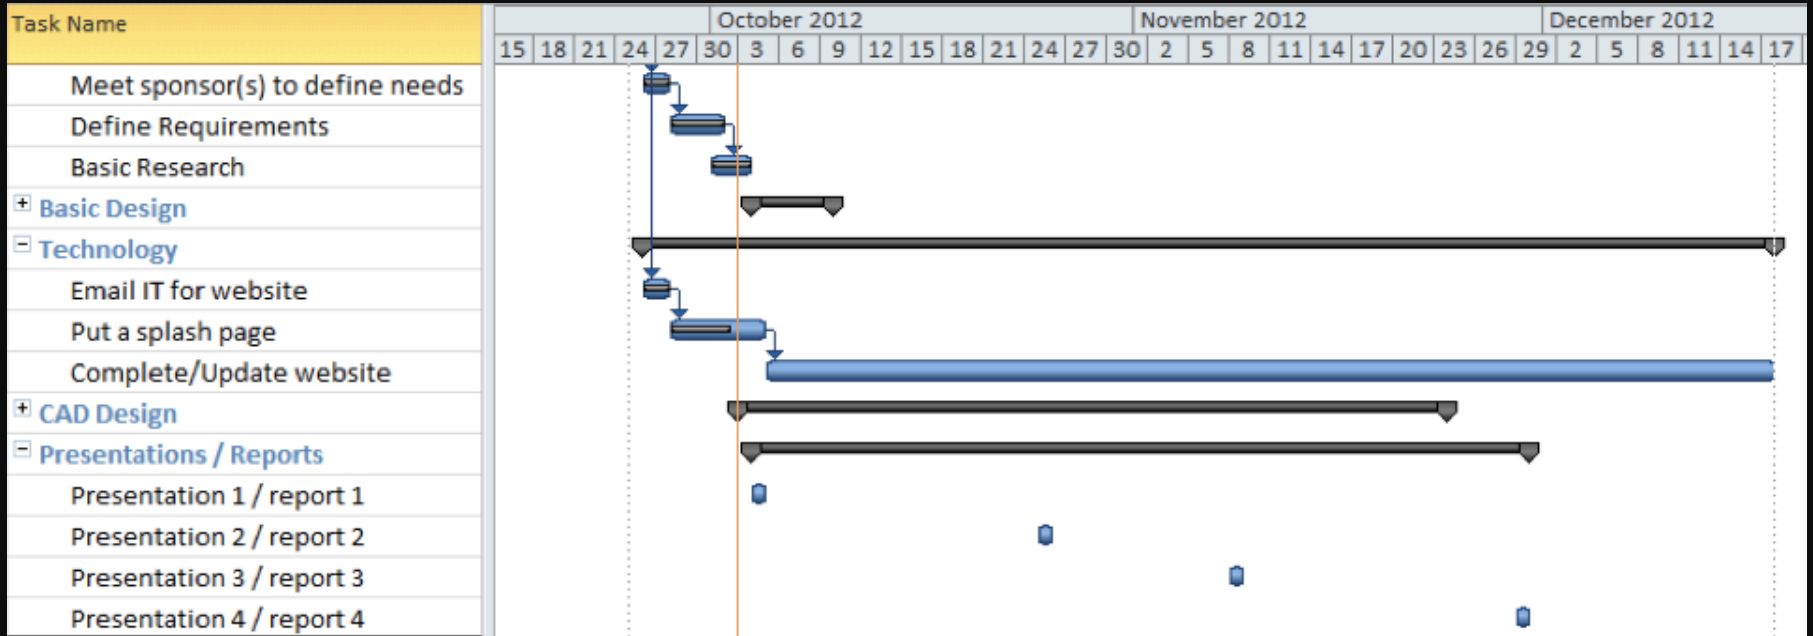 Task Name
October 2012 November 2012 December 2012
15 18 21 24 27 30 3 6 9 12 15 18 21 24 27 30 2 5 8 11 14 17 20 23 26 29 2 5 8 11 14 17
Meet sponsor(s) to define needs
Define Requirements
Basic Research
Basic Design
Technology
Email IT for website
Put a splash page
Complete/Update website
CAD Design
Presentations / Reports
Presentation 1 / report 1
Presentation 2 / report 2
Presentation 3 / report 3
Presentation 4 / report 4